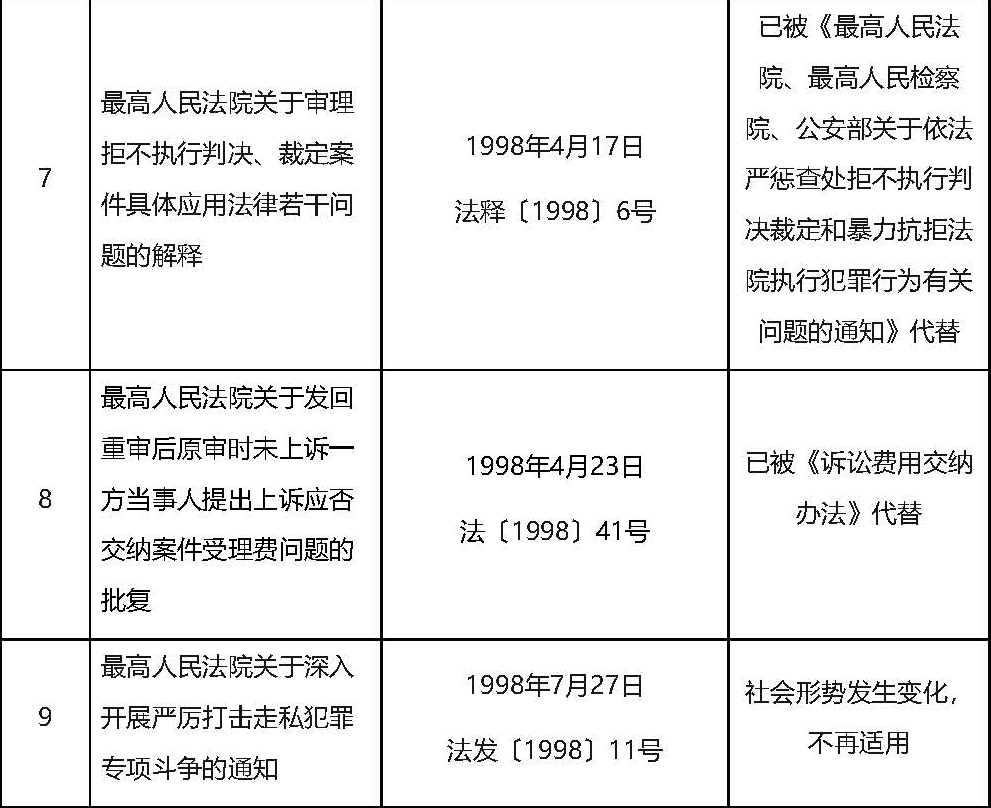 7
最高人民法院关于审理
拒不执行判决、裁定案
件具体应用法律若干问
题的解释
1998年4月17日
法释〔1998〕6号
已被《最高人民法
院、最高人民检察
院、公安部关于依法
严惩查处拒不执行判
决裁定和暴力抗拒法
院执行犯罪行为有关
问题的通知》代替
8
最高人民法院关于发回
重审后原审时未上诉一
方当事人提出上诉应否
交纳案件受理费问题的
批复
1998年4月23日
法〔1998〕41号
已被《诉讼费用交纳
办法》代替
9
最高人民法院关于深入
开展严厉打击走私犯罪
专项斗争的通知
1998年7月27日
法发〔1998〕11号
社会形势发生变化，
不再适用